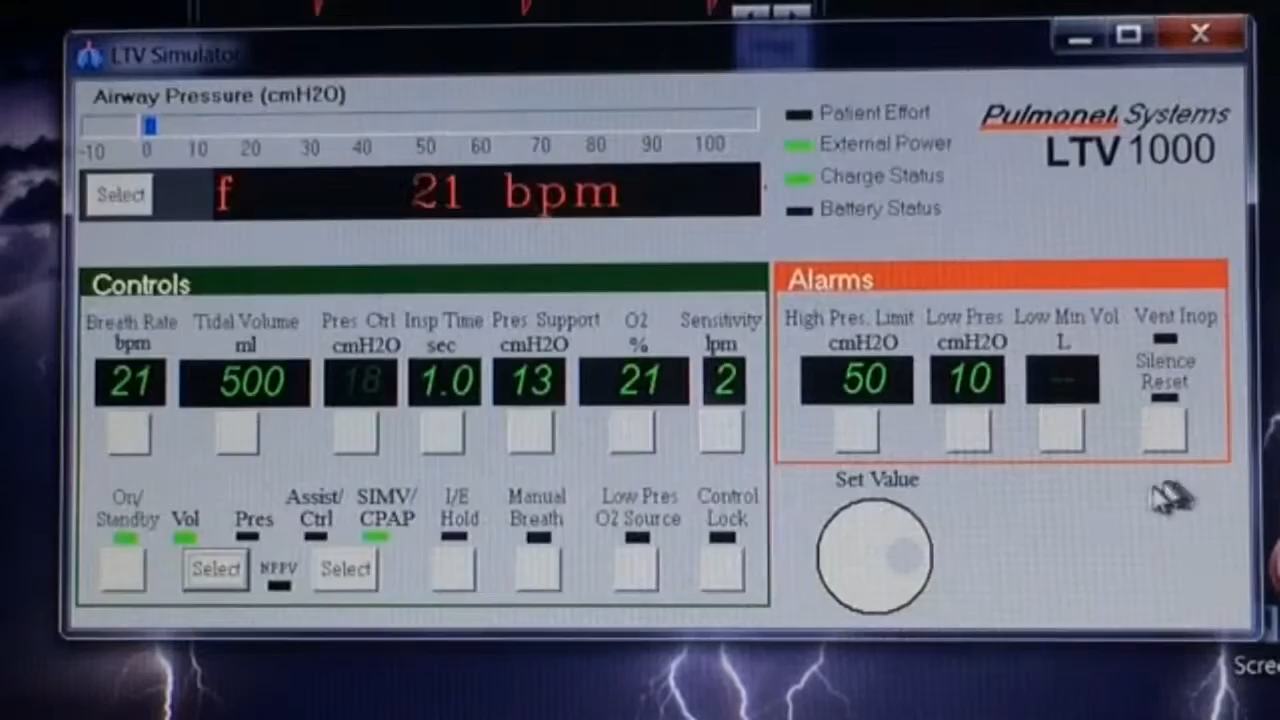 LTV Simulator
Airway Pressure (cmH2O)
-10 0 10 20 30 40 50 60 70 80 90 100
Select f 21 bpm
Patient Effort
External Power
Charge Status
Battery Status
Pulmonet Systems
LTV 1000
Controls
Breath Rate Tidal Volume Pres Ctrl Insp Time Pres Support O2 Sensitivity
bpm ml cmH2O sec cmH2O % lpm
21 500 18 1.0 13 21 2
On/ Assist/ SIMV/ I/E Manual Low Pres Control
Standby Vol Pres Ctrl CPAP Hold Breath O2 Source Lock
Select NPPV Select
Alarms
High Pres. Limit Low Pres Low Min Vol Vent Inop
cmH2O cmH2O L
50 10 --
Silence
Reset
Set Value